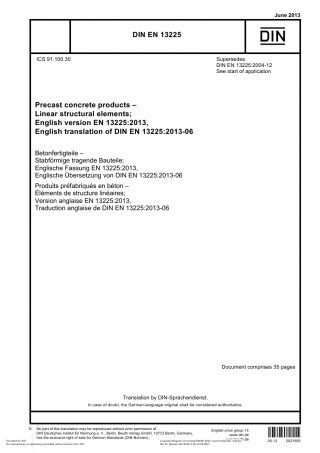 June 2013
DIN EN 13225
DIN
ICS 91.100.30
Supersedes
DIN EN 13225:2004-12
See start of application
Precast concrete products –
Linear structural elements;
English version EN 13225:2013,
English translation of DIN EN 13225:2013-06
Betonfertigteile –
Stabförmige tragende Bauteile;
Englische Fassung EN 13225:2013,
Englische Übersetzung von DIN EN 13225:2013-06
Produits préfabriqués en béton –
Éléments de structure linéaires;
Version anglaise EN 13225:2013,
Traduction anglaise de DIN EN 13225:2013-06
Document comprises 35 pages
Translation by DIN-Sprachendienst.
In case of doubt, the German-language original shall be considered authoritative.
© No part of this translation may be reproduced without prior permission of
DIN Deutsches Institut für Normung e. V., Berlin. Beuth Verlag GmbH, 10772 Berlin, Germany,
has the exclusive right of sale for German Standards (DIN-Normen).
English price group 15
www.din.de